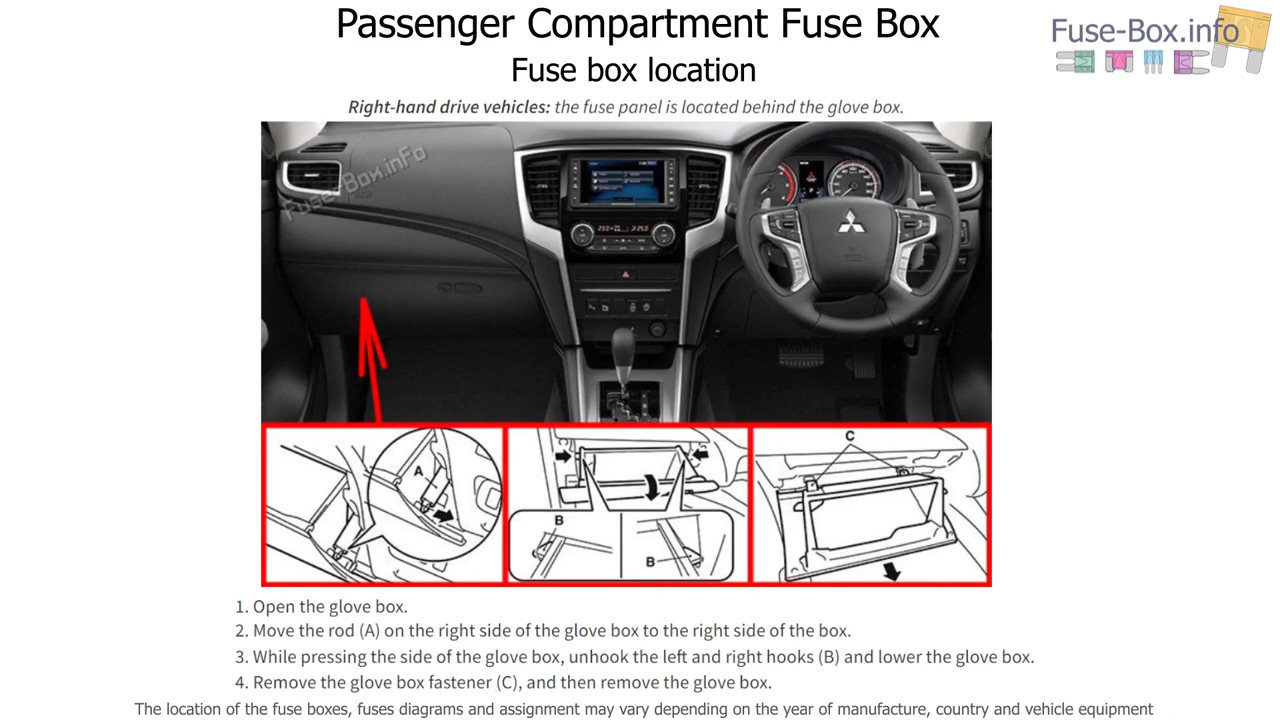 Passenger Compartment Fuse Box
Fuse-Box.info
Fuse box location
Right-hand drive vehicles: the fuse panel is located behind the glove box.
Fuse-Box.inFo
A
B
B
C
1. Open the glove box.
2. Move the rod (A) on the right side of the glove box to the right side of the box.
3. While pressing the side of the glove box, unhook the left and right hooks (B) and lower the glove box.
4. Remove the glove box fastener (C), and then remove the glove box.
The location of the fuse boxes, fuses diagrams and assignment may vary depending on the year of manufacture, country and vehicle equipment